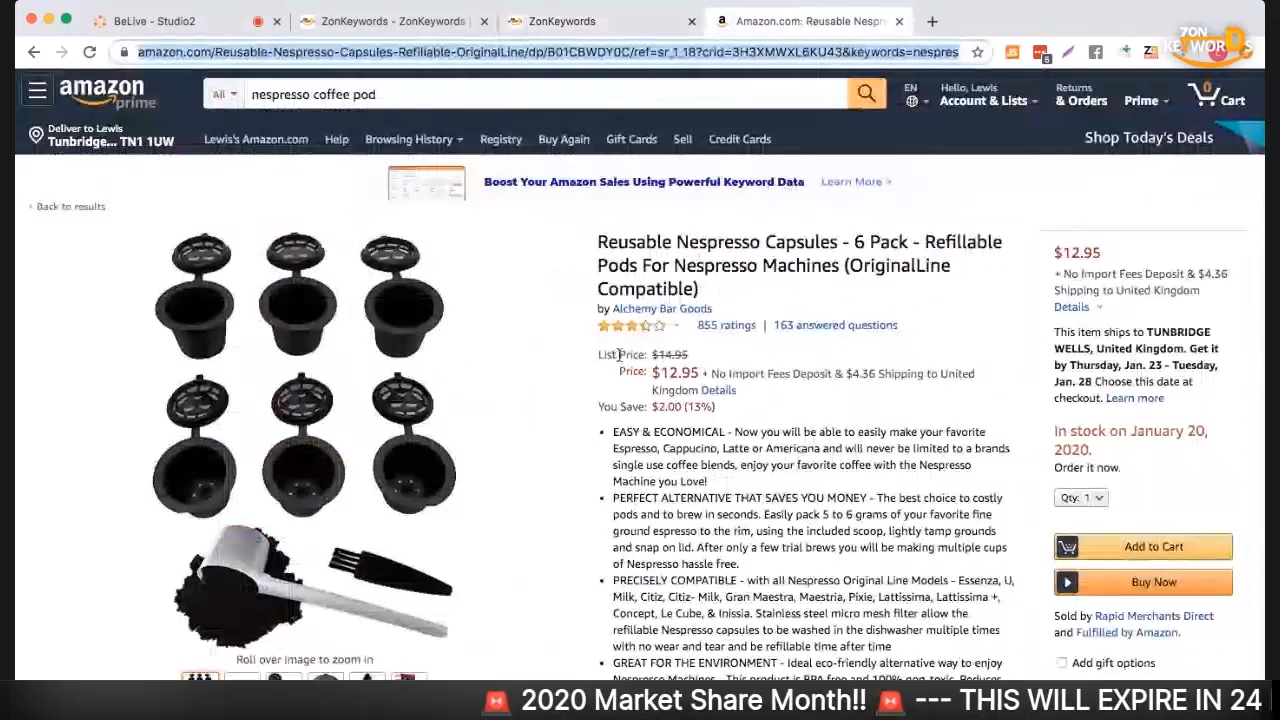 BeLive - Studio2
ZonKeywords - ZonKeywords |
ZonKeywords
Amazon.com: Reusable Nespr
amazon.com/Reusable-Nespresso-Capsules-Refillable-OriginalLine/dp/B01CBWDY0C/ref=sr_1_18?crid=3H3XMWXL6KU43&keywords=nespres
ZON
KEYWORDS
amazon
prime
All
nespresso coffee pod
EN
Hello, Lewis
Account & Lists
Returns
& Orders
Prime
0
Cart
Deliver to Lewis
Tunbridge... TN1 1UW
Lewis's Amazon.com
Help
Browsing History
Registry
Buy Again
Gift Cards
Sell
Credit Cards
Shop Today's Deals
Boost Your Amazon Sales Using Powerful Keyword Data
Learn More >
‹ Back to results
Reusable Nespresso Capsules - 6 Pack - Refillable
Pods For Nespresso Machines (OriginalLine
Compatible)
by Alchemy Bar Goods
855 ratings | 163 answered questions
List Price: $14.95
Price: $12.95 + No Import Fees Deposit & $4.36 Shipping to United
Kingdom Details
You Save: $2.00 (13%)
• EASY & ECONOMICAL - Now you will be able to easily make your favorite
Espresso, Cappucino, Latte or Americana and will never be limited to a brands
single use coffee blends, enjoy your favorite coffee with the Nespresso
Machine you Love!
• PERFECT ALTERNATIVE THAT SAVES YOU MONEY - The best choice to costly
pods and to brew in seconds. Easily pack 5 to 6 grams of your favorite fine
ground espresso to the rim, using the included scoop, lightly tamp grounds
and snap on lid. After only a few trial brews you will be making multiple cups
of Nespresso hassle free.
• PRECISELY COMPATIBLE - with all Nespresso Original Line Models - Essenza, U,
Milk, Citiz, Citiz- Milk, Gran Maestra, Maestria, Pixie, Lattissima, Lattissima +,
Concept, Le Cube, & Inissia. Stainless steel micro mesh filter allow the
refillable Nespresso capsules to be washed in the dishwasher multiple times
with no wear and tear and be refillable time after time
• GREAT FOR THE ENVIRONMENT - Ideal eco-friendly alternative way to enjoy
Roll over image to zoom in
$12.95
+ No Import Fees Deposit & $4.36
Shipping to United Kingdom
Details
This item ships to TUNBRIDGE
WELLS, United Kingdom. Get it
by Thursday, Jan. 23 - Tuesday,
Jan. 28 Choose this date at
checkout. Learn more
In stock on January 20,
2020.
Order it now.
Qty: 1
Add to Cart
Buy Now
Sold by Rapid Merchants Direct
and Fulfilled by Amazon.
Add gift options
🚨 2020 Market Share Month!! 🚨 --- THIS WILL EXPIRE IN 24